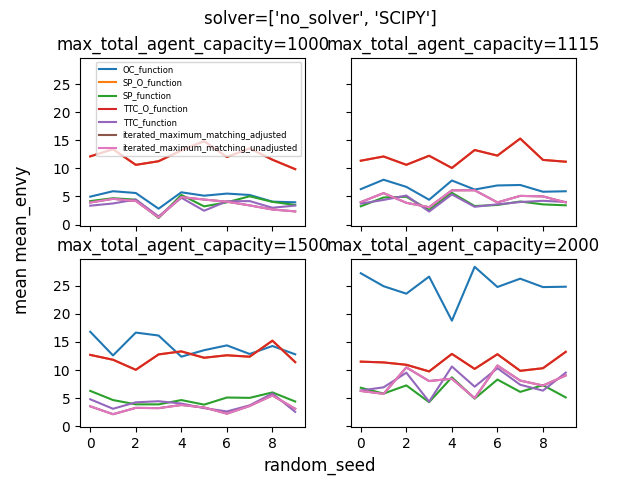 solver=['no_solver', 'SCIPY']
max_total_agent_capacity=1000
max_total_agent_capacity=1115
OC_function
SP_O_function
SP_function
TTC_O_function
TTC_function
iterated_maximum_matching_adjusted
iterated_maximum_matching_unadjusted
25
20
15
10
5
0
mean mean_envy
max_total_agent_capacity=1500
max_total_agent_capacity=2000
25
20
15
10
5
0
0 2 4 6 8
0 2 4 6 8
random_seed